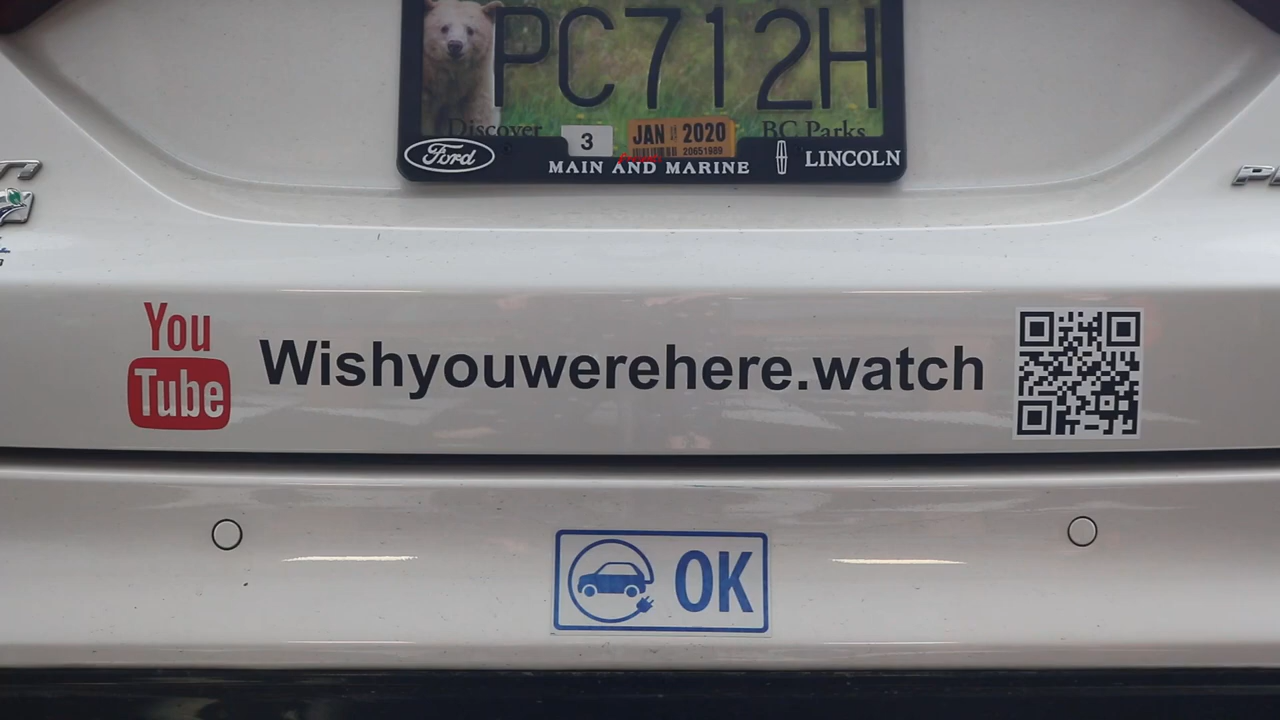 PC712H
Discover
BC Parks
3
JAN 2020
20651989
Ford
MAIN AND MARINE
LINCOLN
You
Tube
Wishyouwerehere.watch
OK